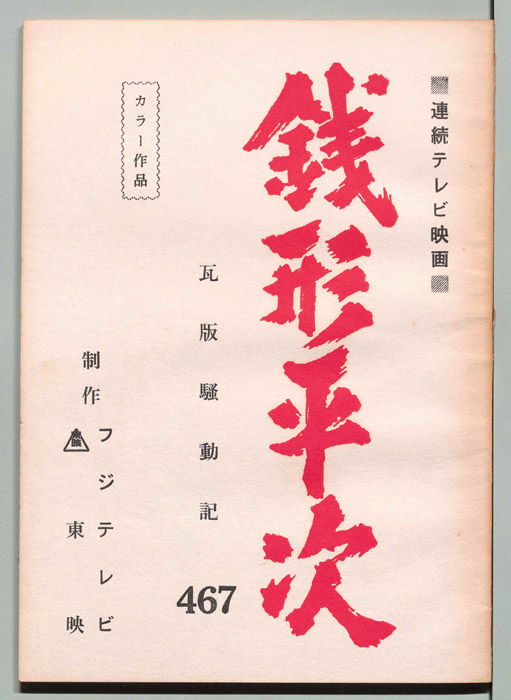 連続テレビ映画
銭形平次
瓦版騒動記
467
カラー作品
制作
フジテレビ
東映